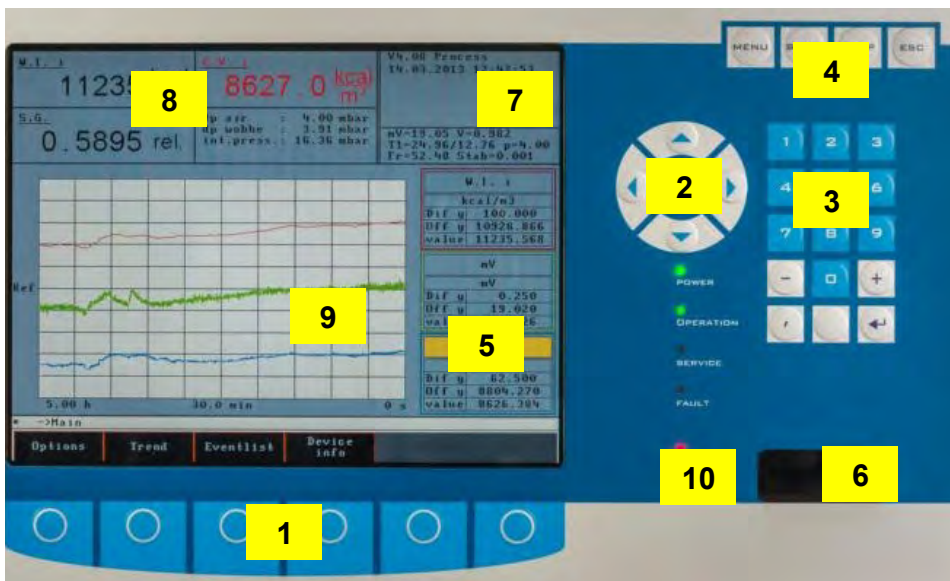 W.I. :
1123
8
C.V. :
8627.0 kcal/m³
V4.00 Process
14.03.2013
7
S.G.
0.5895 rel.
dp air : 4.00 mbar
dp wobbe : 3.91 mbar
int.press.: 16.36 mbar
mV=19.05 V=0.982
T1=24.96/12.76 p=4.00
Fr=52.48 Stab=0.001
MENU
ESC
4
1 2 3
4 3 6
7 8 9
- 0 +
,
2
W.I. :
kcal/m3
Dif y 100.000
Off y 10928.866
value 11235.568
mV
mV
Dif y 0.250
Off y 19.020
5
Dif y 62.500
Off y 8804.270
value 8626.384
Ref
9
5.00 h 30.0 min 0 s
* ->Main
Options Trend Eventlist Device info
POWER
OPERATION
SERVICE
FAULT
10
6
1